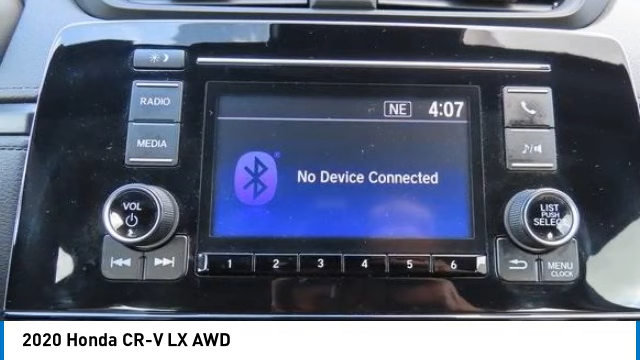 RADIO
MEDIA
VOL
NE 4:07
No Device Connected
1 2 3 4 5 6
LIST
PUSH
SELECT
MENU
CLOCK
2020 Honda CR-V LX AWD